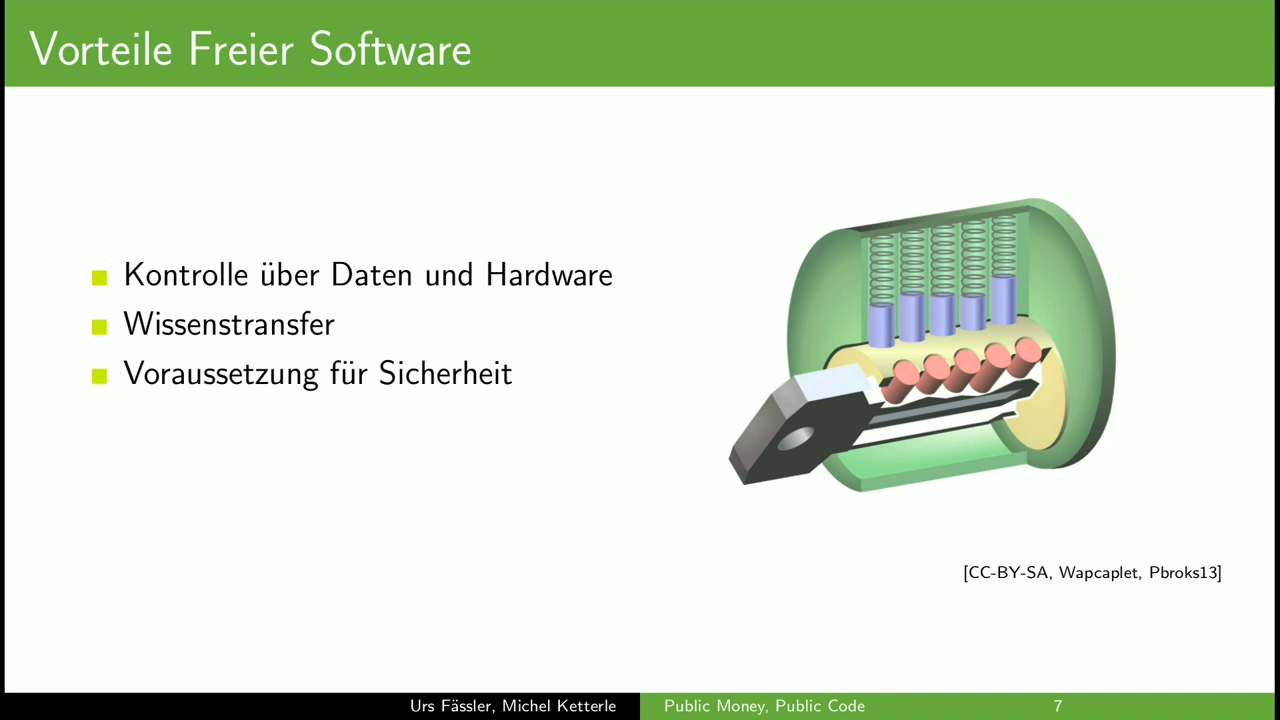 Vorteile Freier Software
Kontrolle über Daten und Hardware
Wissenstransfer
Voraussetzung für Sicherheit
[CC-BY-SA, Wapcaplet, Pbroks13]
Urs Fässler, Michel Ketterle
Public Money, Public Code
7